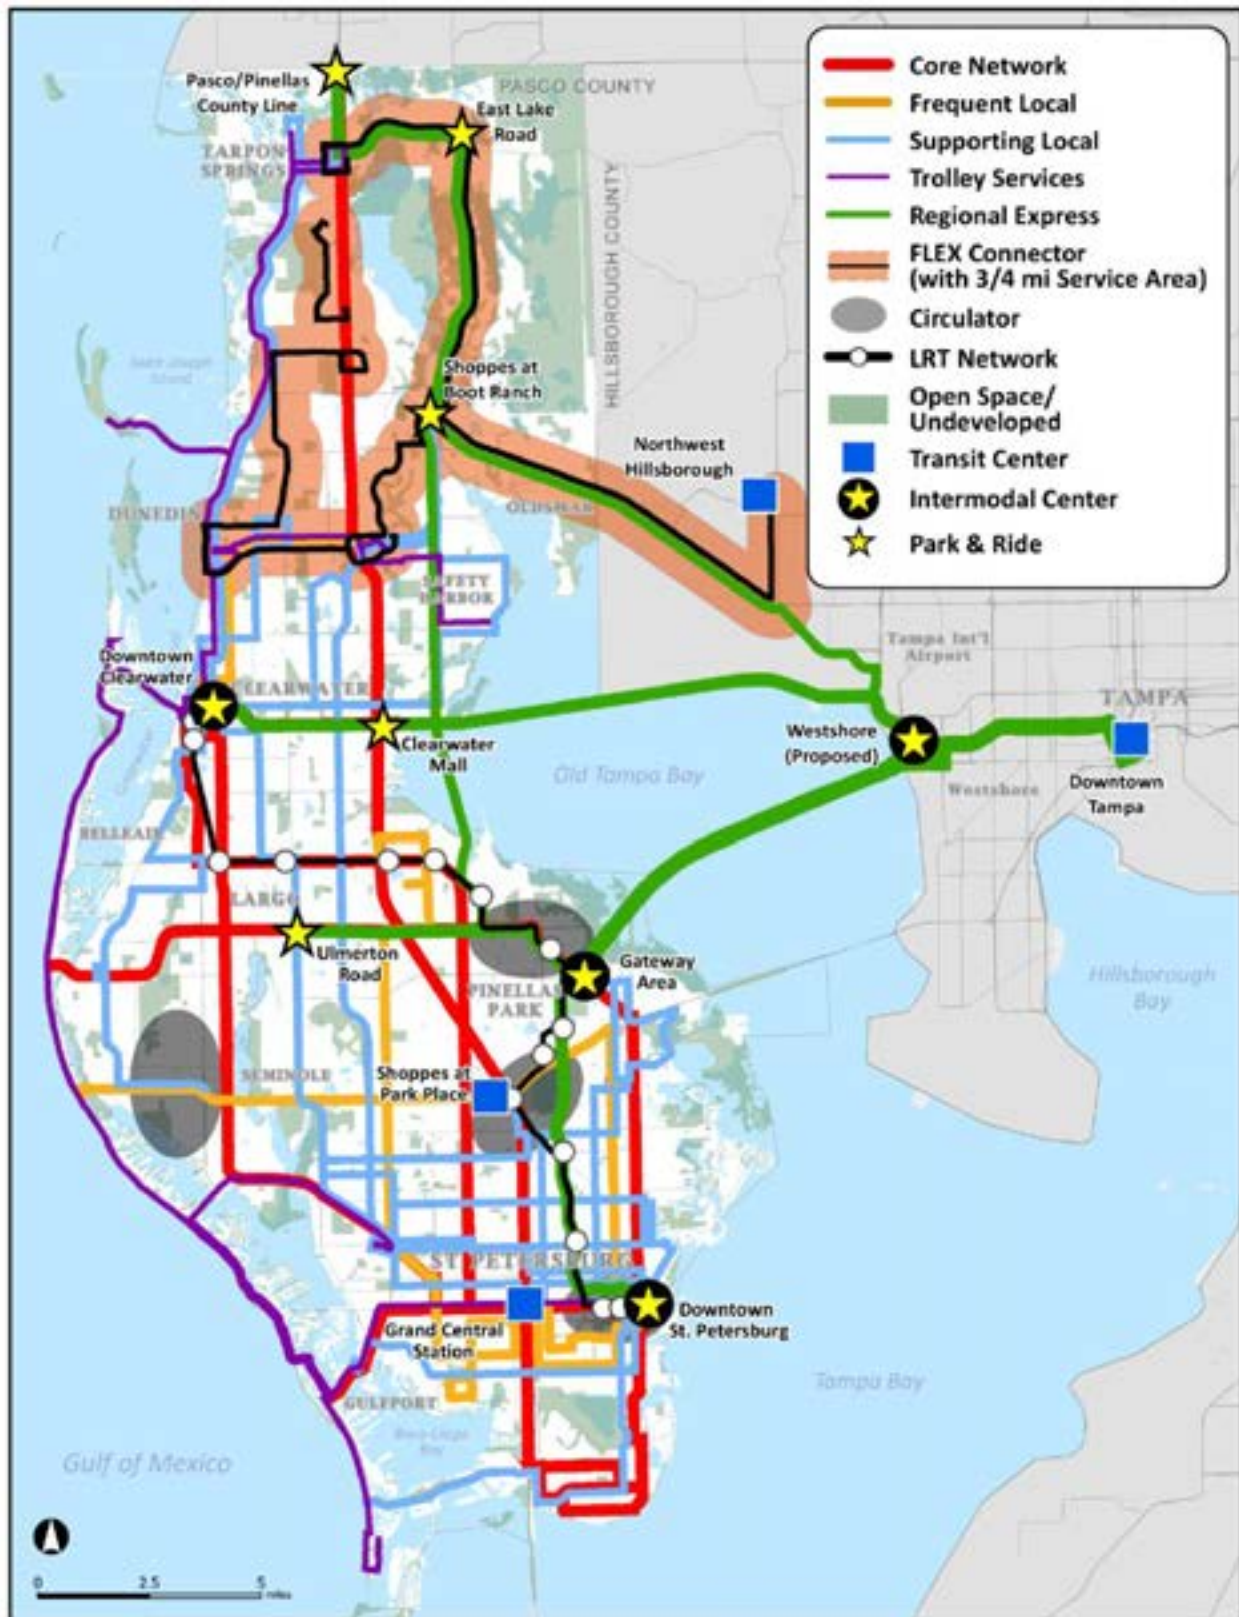 Pasco/Pinellas
County Line
PASCO COUNTY
East Lake
Road
TARPON
SPRINGS
HILLSBOROUGH COUNTY
Core Network
Frequent Local
Supporting Local
Trolley Services
Regional Express
FLEX Connector
(with 3/4 mi Service Area)
Circulator
LRT Network
Open Space/
Undeveloped
Transit Center
Intermodal Center
Park & Ride
Shoppes at
Boot Ranch
Northwest
Hillsborough
DUNEDIN
OLDSMAR
SAFETY
HARBOR
Tampa Int'l
Airport
Downtown
Clearwater
CLEARWATER
TAMPA
Clearwater
Mall
Westshore
(Proposed)
Old Tampa Bay
Westshore
Downtown
Tampa
BELLEAIR
LARGO
Ulmerton
Road
Gateway
Area
PINELLAS
PARK
Hillsborough
Bay
SEMINOLE
Shoppes at
Park Place
ST PETERSBURG
Grand Central
Station
Downtown
St. Petersburg
GULFPORT
Tampa Bay
Boca Ciega
Bay
Gulf of Mexico
0 2.5 5
miles